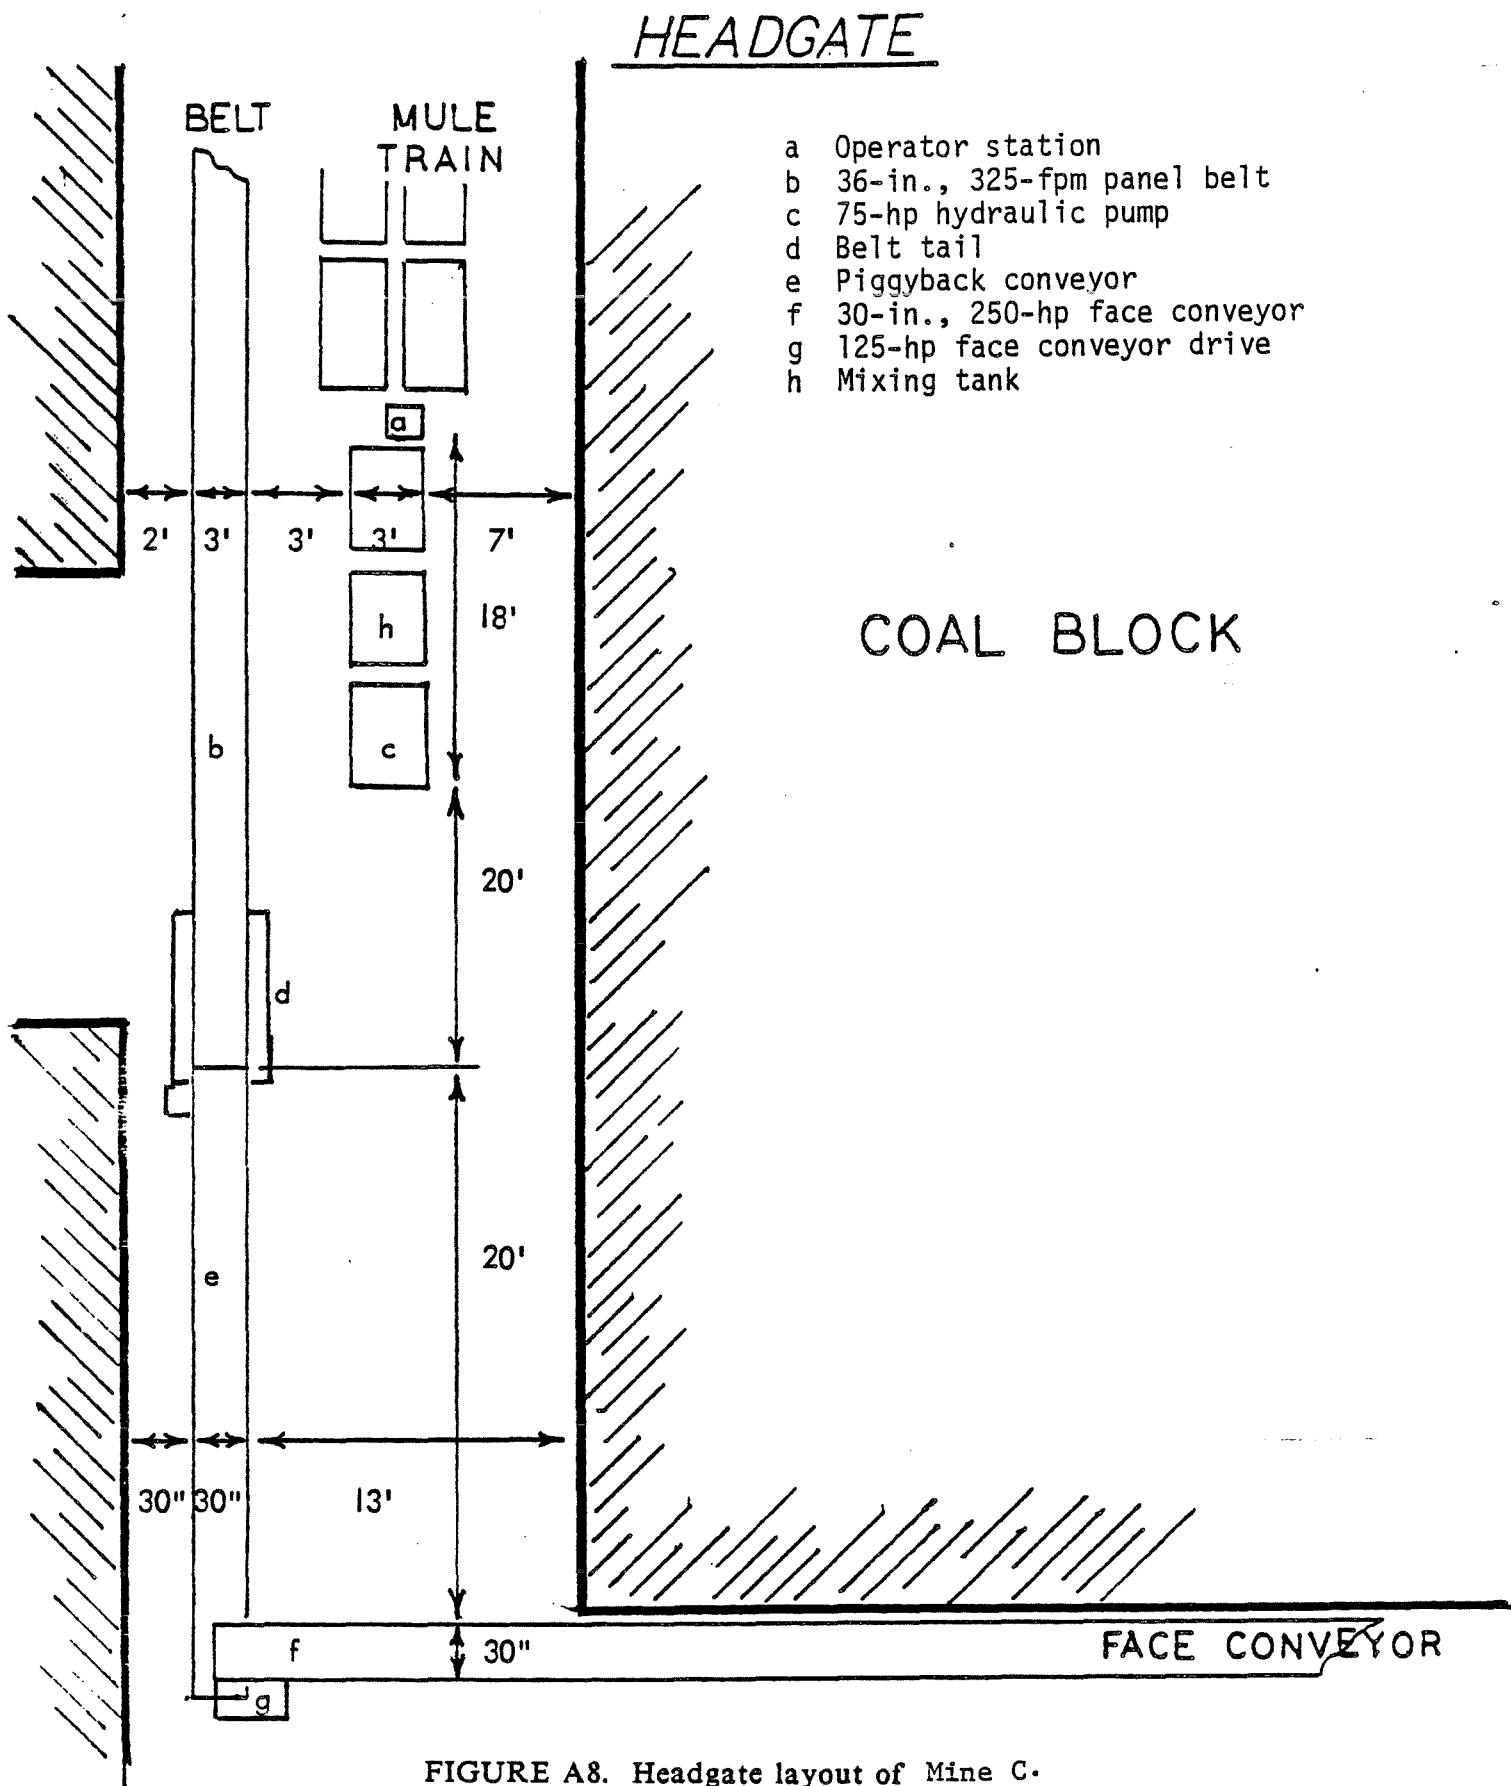 HEADGATE
BELT
MULE
TRAIN
a Operator station
b 36-in., 325-fpm panel belt
c 75-hp hydraulic pump
d Belt tail
e Piggyback conveyor
f 30-in., 250-hp face conveyor
g 125-hp face conveyor drive
h Mixing tank
a
2' 3' 3' 3' 7'
18'
h
COAL BLOCK
b
c
20'
d
20'
e
30" 30" 13'
f
30"
FACE CONVEYOR
g
FIGURE A8. Headgate layout of Mine C.